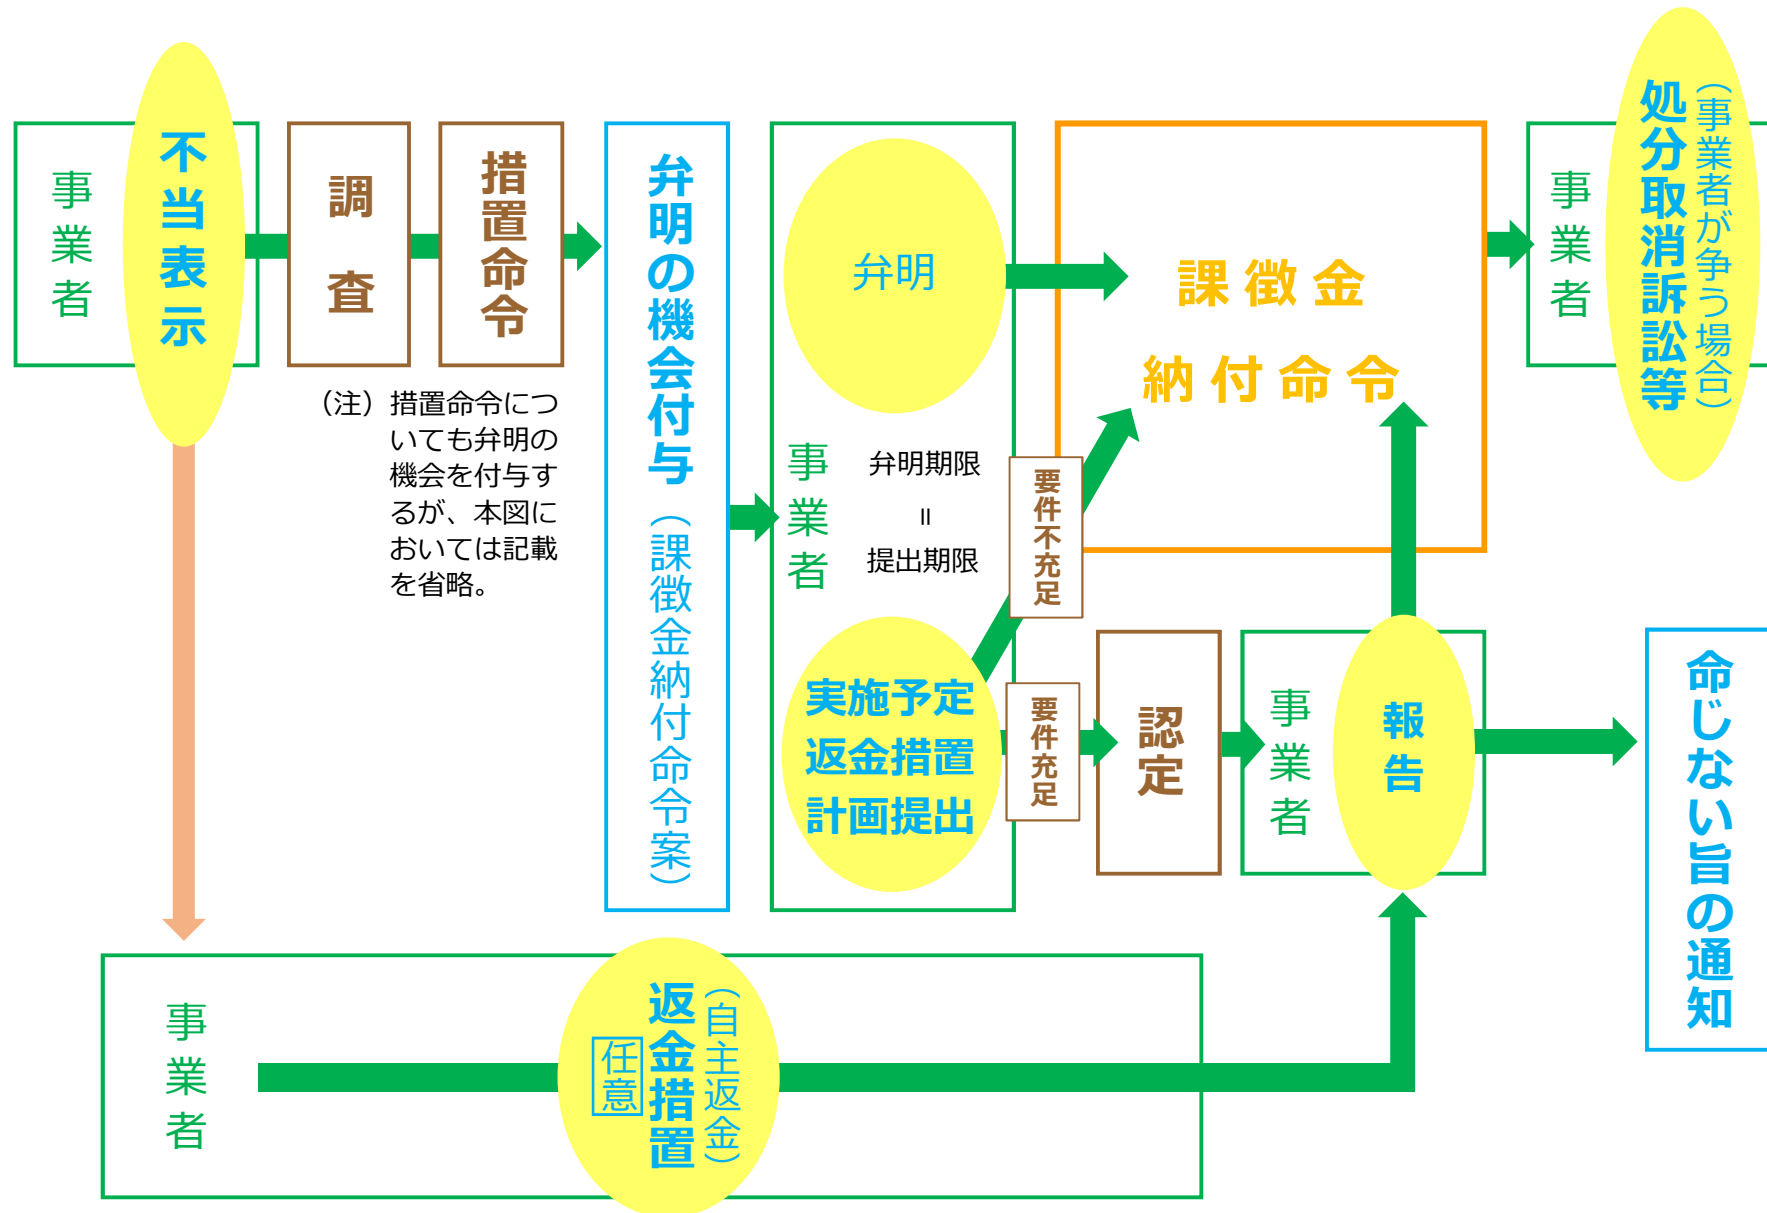 事業者
不当表示
調査
措置命令
(注)措置命令につ
いても弁明の
機会を付与す
るが、本図に
おいては記載
を省略。
弁明の機会付与(課徴金納付命令案)
事業者
弁明
弁明期限
＝
提出期限
実施予定
返金措置
計画提出
要件不充足
要件充足
課徴金
納付命令
認定
事業者
報告
事業者
(事業者が争う場合)
処分取消訴訟等
命じない旨の通知
事業者
(自主返金)
返金措置
任意